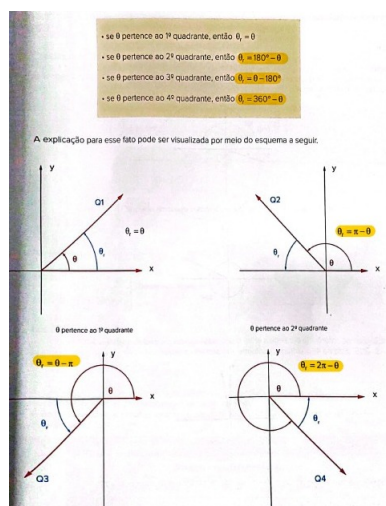 • se θ pertence ao 1º quadrante, então θᵣ = θ
• se θ pertence ao 2º quadrante, então θᵣ = 180° – θ
• se θ pertence ao 3º quadrante, então θᵣ = θ – 180°
• se θ pertence ao 4º quadrante, então θᵣ = 360° – θ
A explicação para esse fato pode ser visualizada por meio do esquema a seguir.
y
Q1
θᵣ = θ
θ
θᵣ
x
θ pertence ao 1º quadrante
y
Q2
θᵣ = π – θ
θᵣ
θ
x
θ pertence ao 2º quadrante
y
θᵣ = θ – π
θ
x
θᵣ
Q3
y
θᵣ = 2π – θ
θ
x
θᵣ
Q4